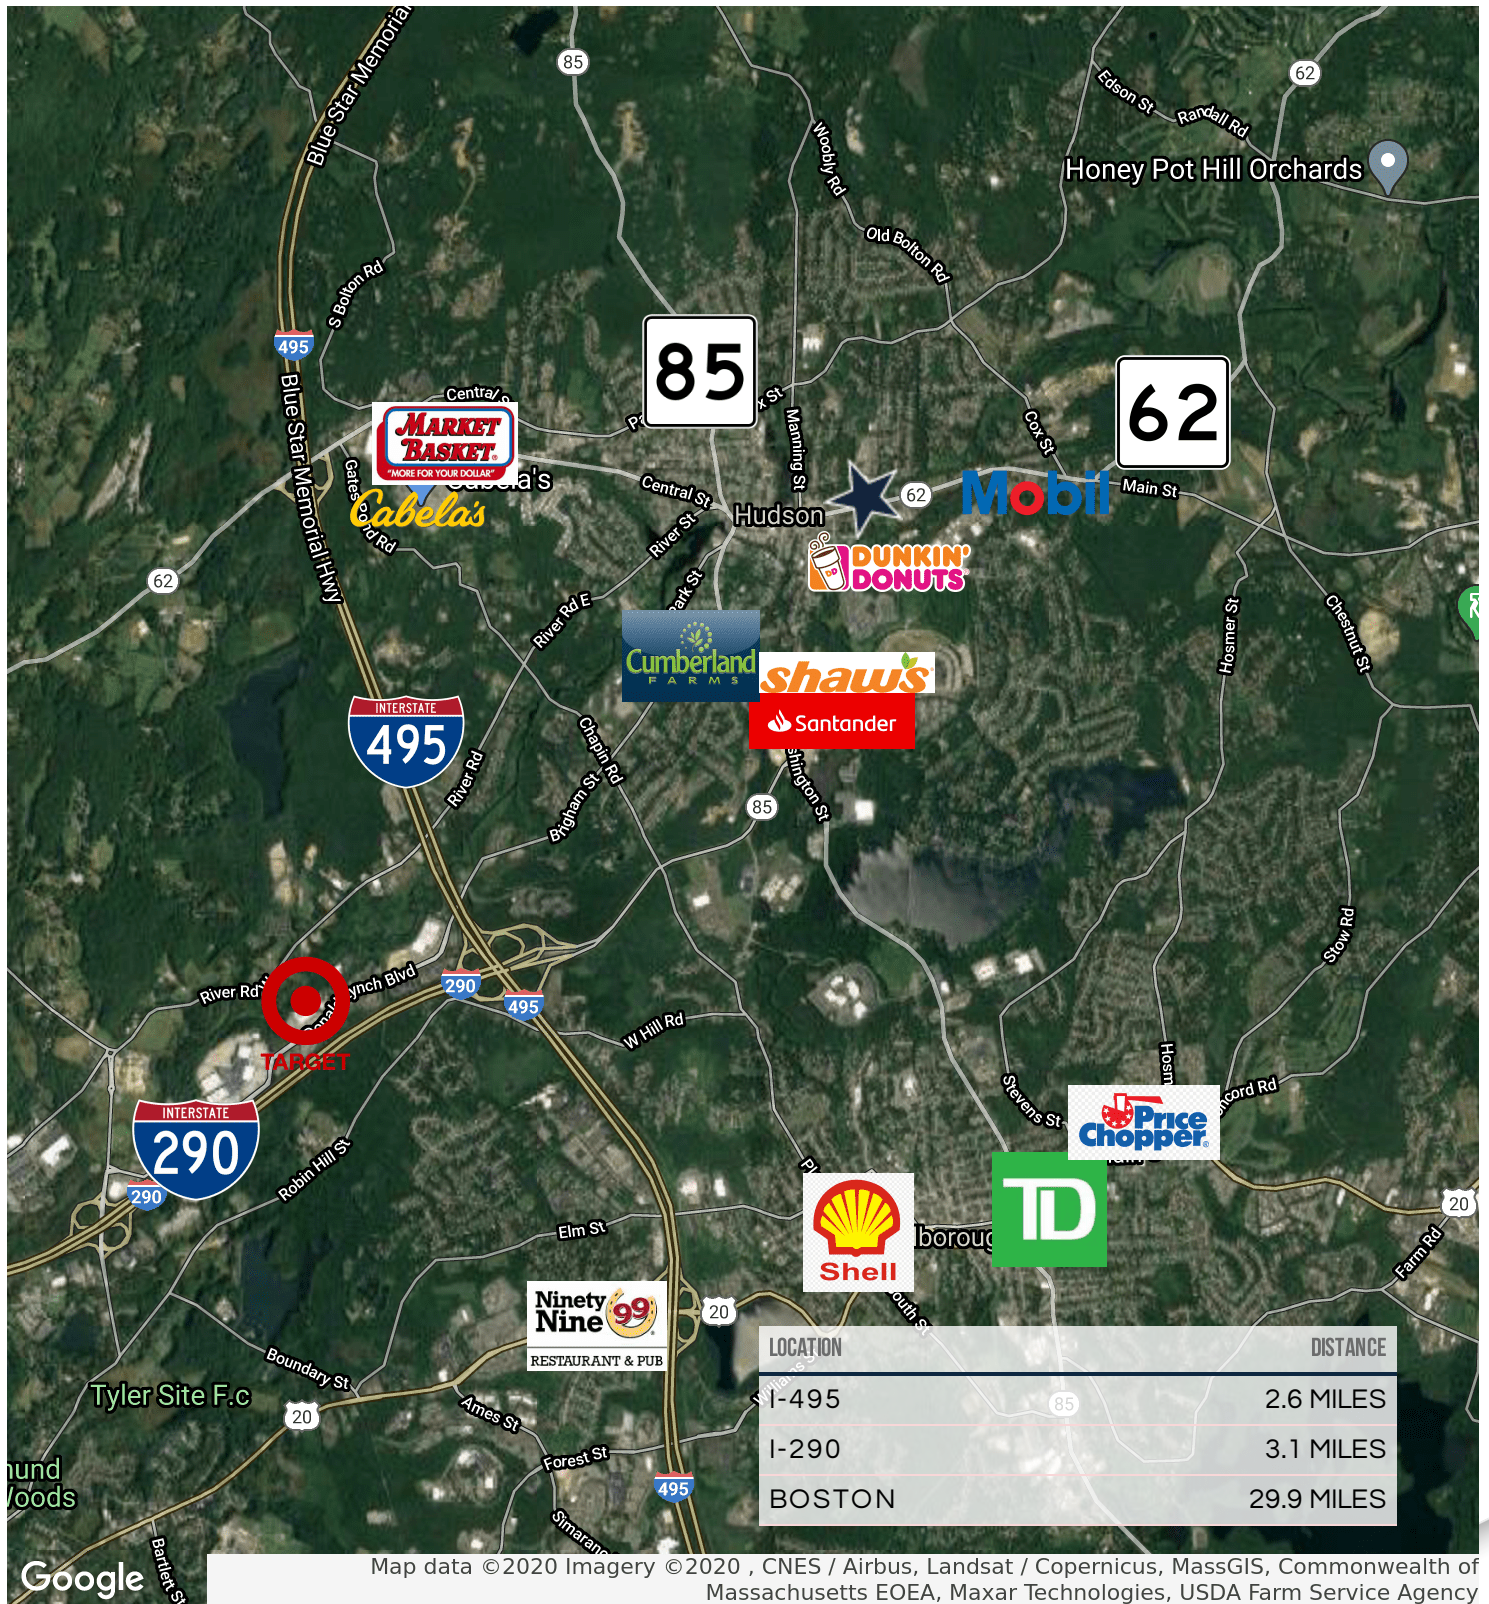 Blue Star Memorial
85
62
Edson St
Randall Rd
Woobly Rd
Honey Pot Hill Orchards
Old Bolton Rd
S Bolton Rd
495
85
62
Central S
Blue Star Memorial Hwy
MARKET
BASKET
"MORE FOR YOUR DOLLAR"
Manning St
Cox St
Central St
Cabela's
Hudson
62
Mobil
Main St
River St
62
DUNKIN'
DONUTS
DD
River Rd E
Hosmer St
Chestnut St
Cumberland
FARMS
shaw's
Santander
INTERSTATE
495
River Rd
Chapin Rd
Brigham St
85
Stow Rd
River Rd W
290
495
W Hill Rd
TARGET
Stevens St
INTERSTATE
290
290
Robin Hill St
Price
Chopper
TD
Shell
Elm St
20
Farm Rd
Ninety
Nine
99
RESTAURANT & PUB
20
Boundary St
Tyler Site F.c
20
Ames St
Forest St
495
Bartlett St
LOCATION DISTANCE
I-495 2.6 MILES
85
I-290 3.1 MILES
BOSTON 29.9 MILES
Google
Map data ©2020 Imagery ©2020 , CNES / Airbus, Landsat / Copernicus, MassGIS, Commonwealth of
Massachusetts EOEA, Maxar Technologies, USDA Farm Service Agency